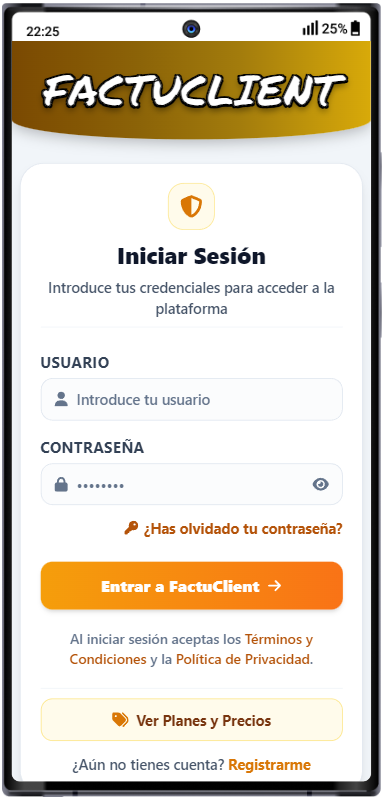 22:25
25%
FACTUCLIENT
Iniciar Sesión
Introduce tus credenciales para acceder a la
plataforma
USUARIO
Introduce tu usuario
CONTRASEÑA
••••••••
¿Has olvidado tu contraseña?
Entrar a FactuClient →
Al iniciar sesión aceptas los Términos y
Condiciones y la Política de Privacidad.
Ver Planes y Precios
¿Aún no tienes cuenta? Registrarme